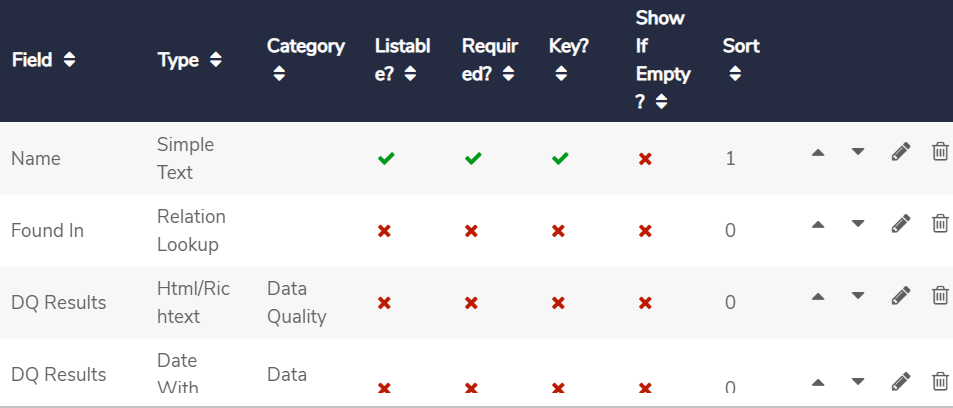 Field
Type
Category
Listabl
e?
Requir
ed?
Key?
Show
If
Empty
?
Sort
Name
Simple
Text
1
Found In
Relation
Lookup
0
DQ Results
Html/Ric
htext
Data
Quality
0
DQ Results
Date
With
Data
0